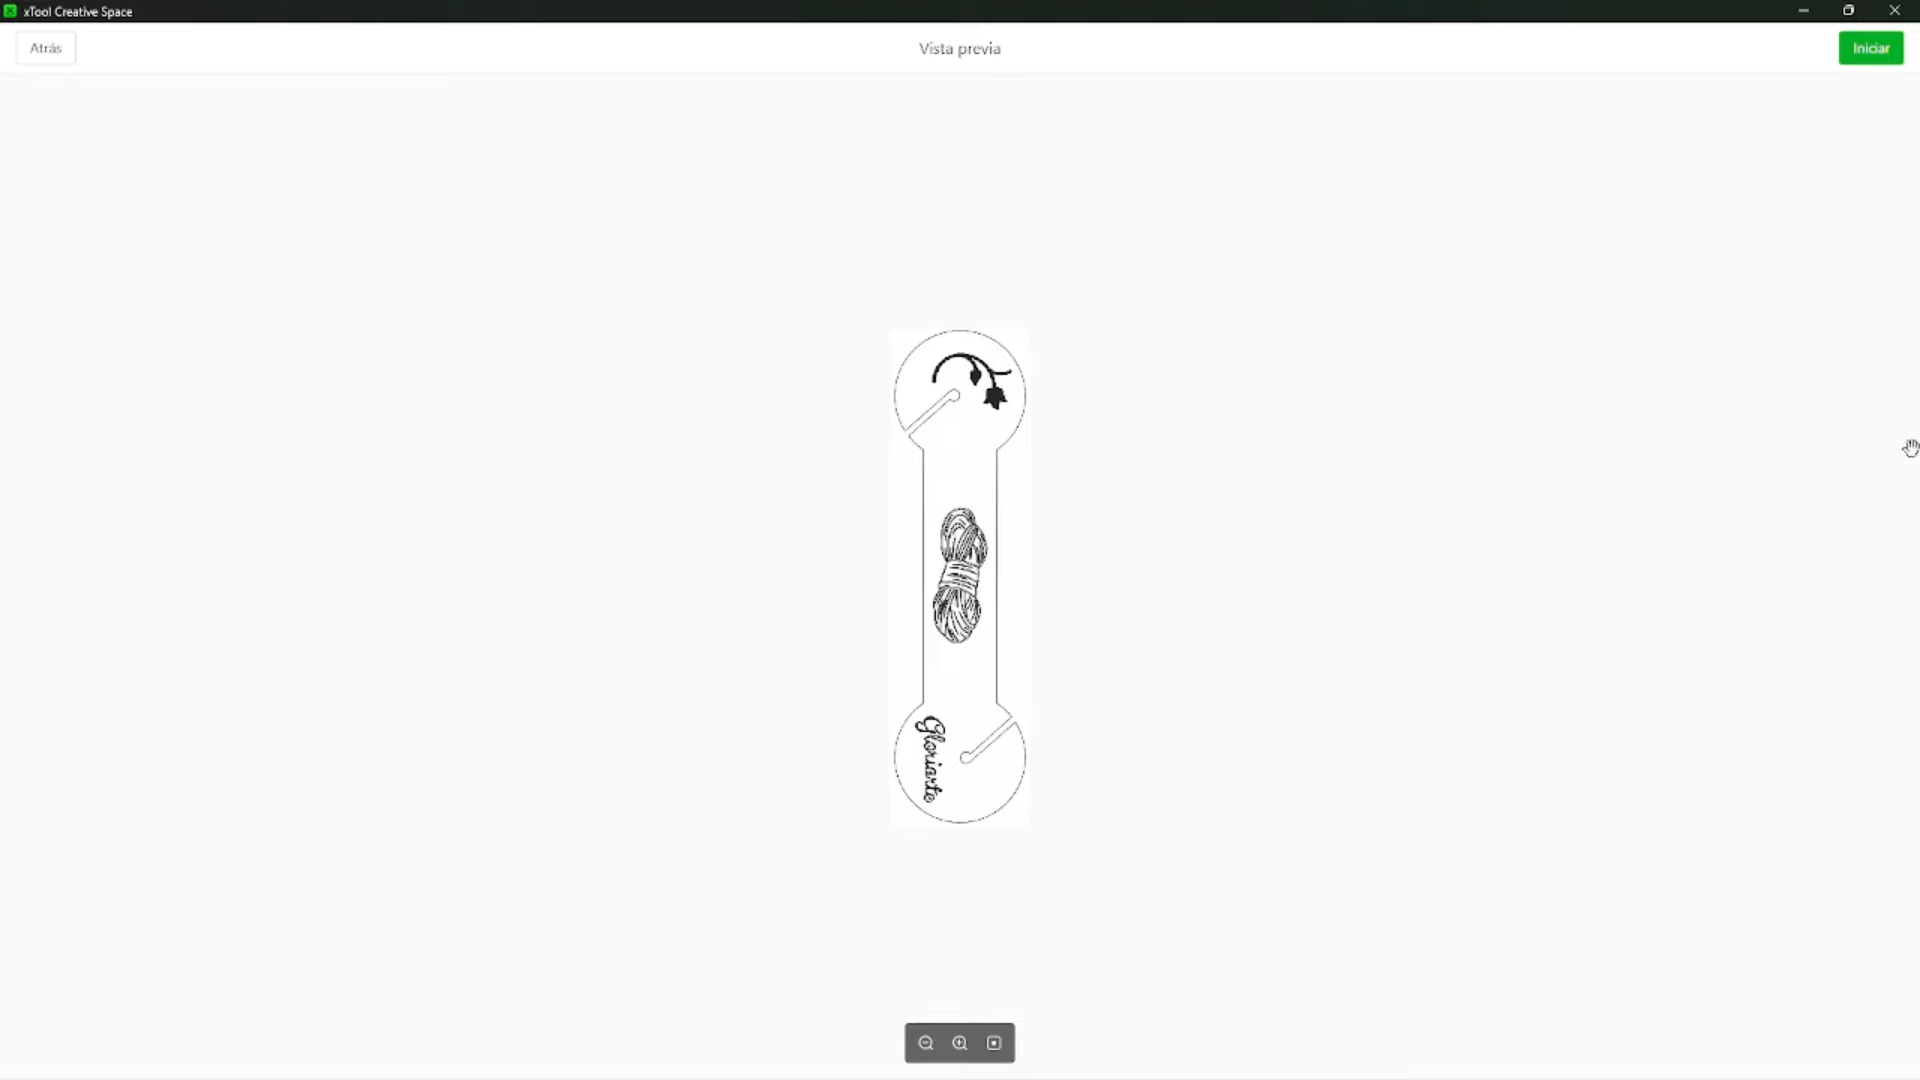 xTool Creative Space
Atrás
Vista previa
Iniciar
Gloriarte